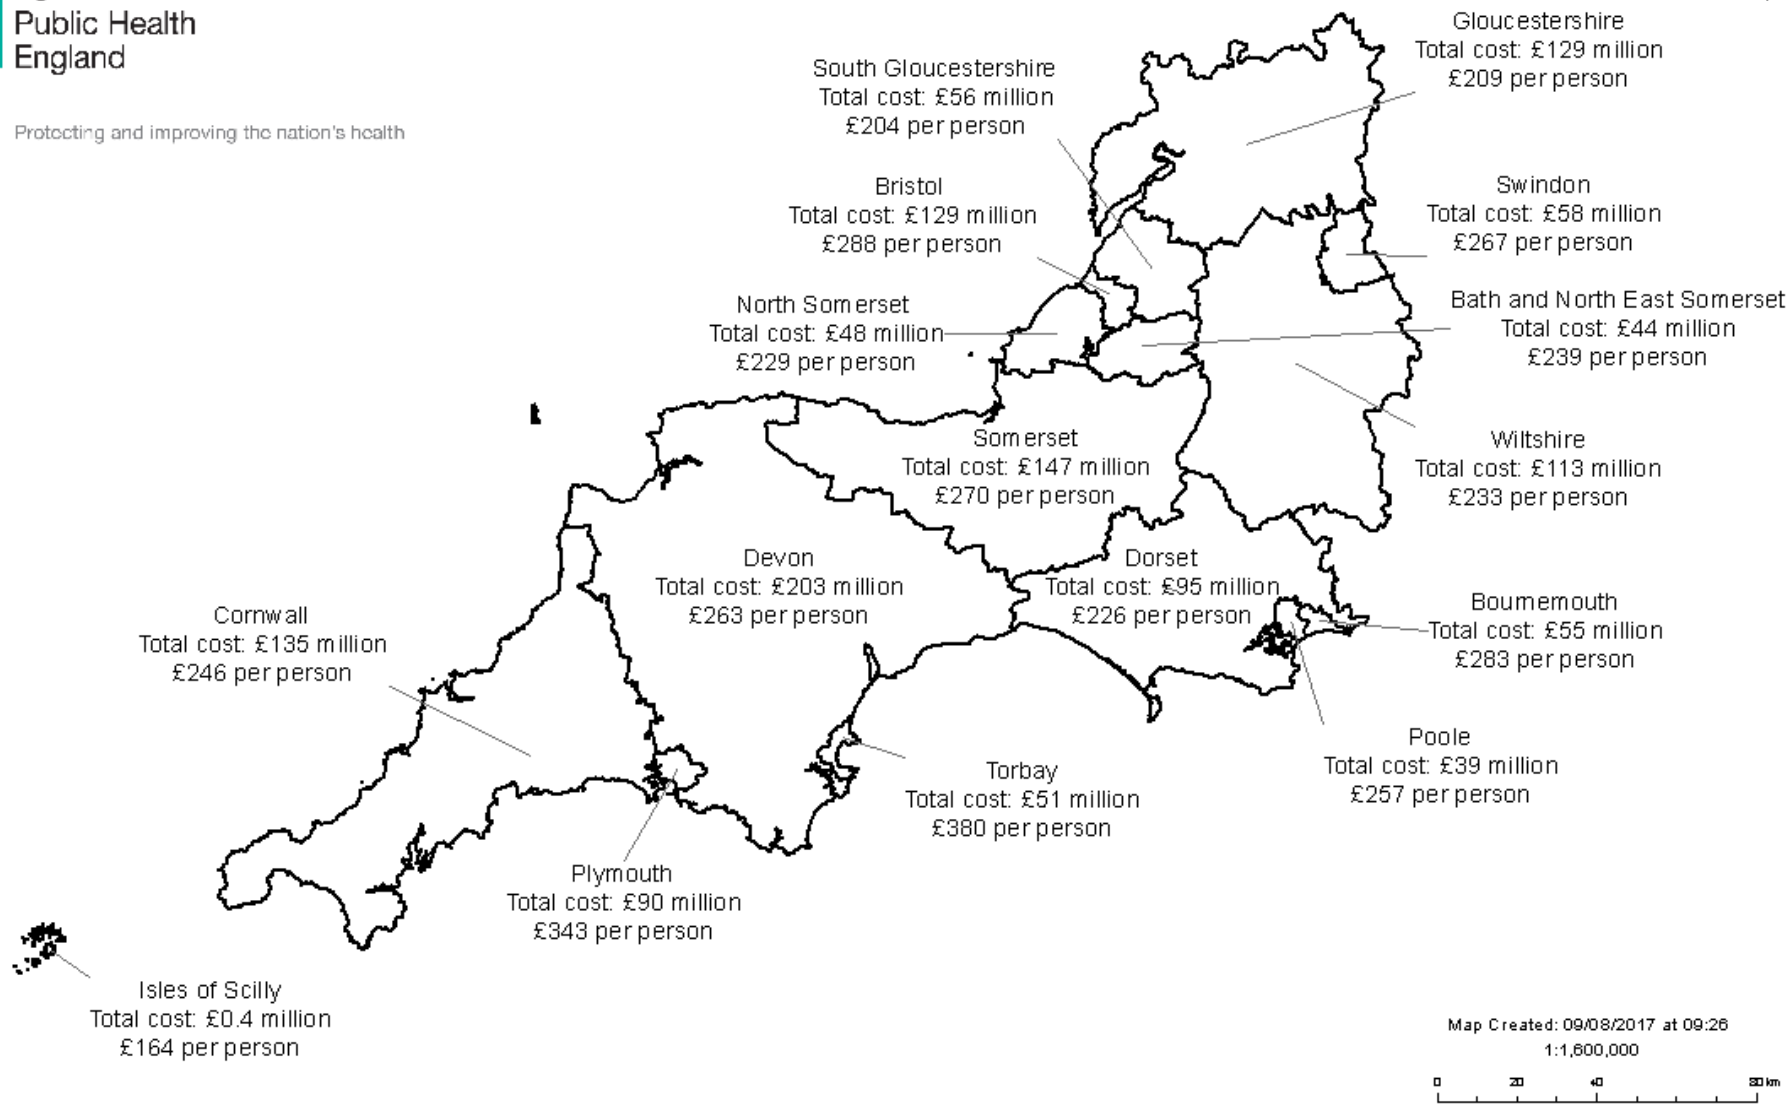 Public Health
England
Protecting and improving the nation's health
Gloucestershire
Total cost: £129 million
£209 per person
South Gloucestershire
Total cost: £56 million
£204 per person
Bristol
Total cost: £129 million
£288 per person
Swindon
Total cost: £58 million
£267 per person
North Somerset
Total cost: £48 million
£229 per person
Bath and North East Somerset
Total cost: £44 million
£239 per person
Somerset
Total cost: £147 million
£270 per person
Wiltshire
Total cost: £113 million
£233 per person
Devon
Total cost: £203 million
£263 per person
Dorset
Total cost: £95 million
£226 per person
Cornwall
Total cost: £135 million
£246 per person
Bournemouth
Total cost: £55 million
£283 per person
Poole
Total cost: £39 million
£257 per person
Torbay
Total cost: £51 million
£380 per person
Plymouth
Total cost: £90 million
£343 per person
Isles of Scilly
Total cost: £0.4 million
£164 per person
Map Created: 09/08/2017 at 09:26
1:1,600,000
0 20 40 80 km